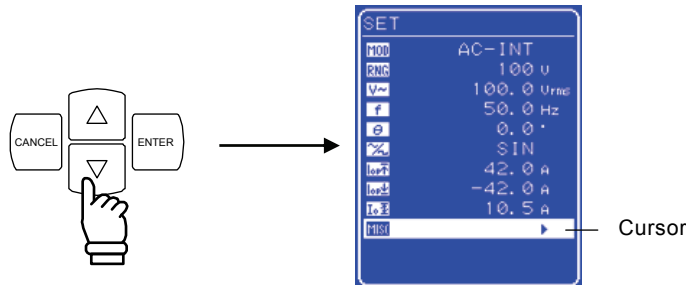 CANCEL
ENTER
SET
MOD AC-INT
RNG 100 V
V~ 100.0 Vrms
f 50.0 Hz
θ 0.0 °
SIN
42.0 A
-42.0 A
10.5 A
MISC
Cursor